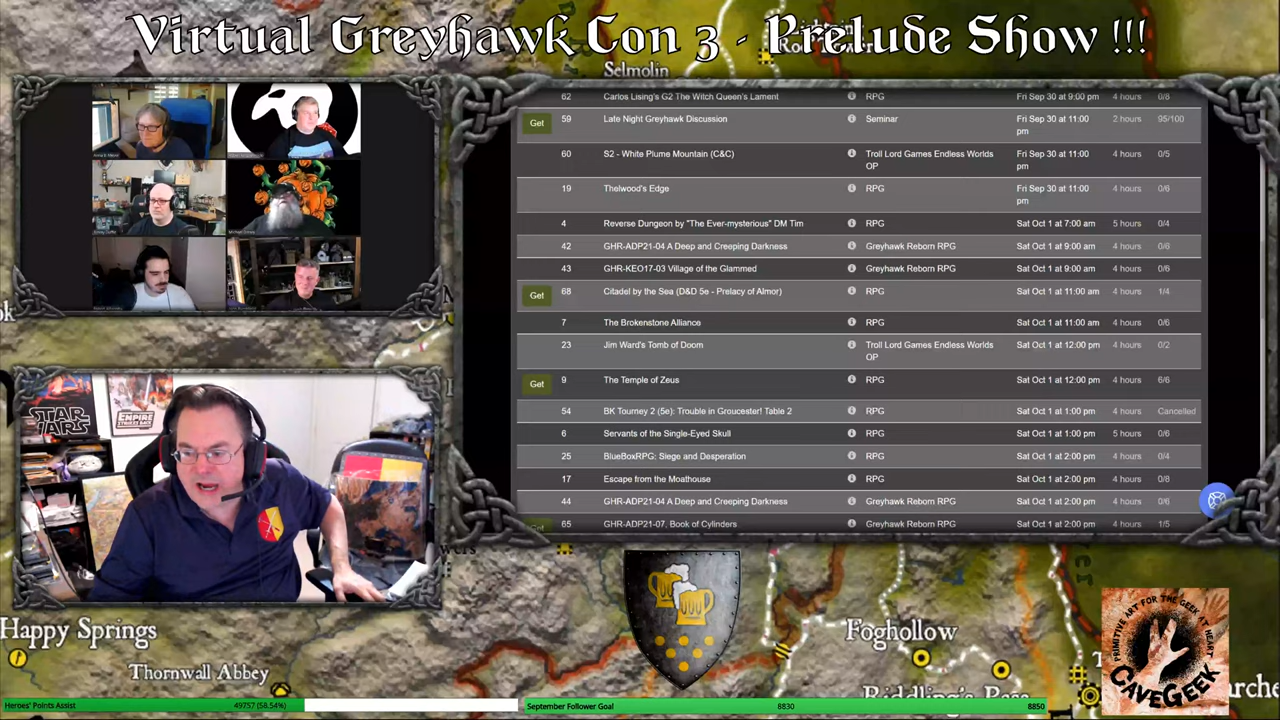 Virtual Greyhawk Con 3 - Prelude Show !!!
Selmolin
62 Carlos Lising's G2 The Witch Queen's Lament RPG Fri Sep 30 at 9:00 pm 4 hours 0/8
Get 59 Late Night Greyhawk Discussion Seminar Fri Sep 30 at 11:00 pm 2 hours 95/100
60 S2 - White Plume Mountain (C&C) Troll Lord Games Endless Worlds OP Fri Sep 30 at 11:00 pm 4 hours 0/5
19 Thelwood's Edge RPG Fri Sep 30 at 11:00 pm 4 hours 0/6
4 Reverse Dungeon by "The Ever-mysterious" DM Tim RPG Sat Oct 1 at 7:00 am 5 hours 0/4
42 GHR-ADP21-04 A Deep and Creeping Darkness Greyhawk Reborn RPG Sat Oct 1 at 9:00 am 4 hours 0/6
43 GHR-KEO17-03 Village of the Glammed Greyhawk Reborn RPG Sat Oct 1 at 9:00 am 4 hours 0/6
Get 68 Citadel by the Sea (D&D 5e - Prelacy of Almor) RPG Sat Oct 1 at 11:00 am 4 hours 1/4
7 The Brokenstone Alliance RPG Sat Oct 1 at 11:00 am 4 hours 0/6
23 Jim Ward's Tomb of Doom Troll Lord Games Endless Worlds OP Sat Oct 1 at 12:00 pm 4 hours 0/2
Get 9 The Temple of Zeus RPG Sat Oct 1 at 12:00 pm 4 hours 6/6
54 BK Tourney 2 (5e): Trouble in Groucester! Table 2 RPG Sat Oct 1 at 1:00 pm 4 hours Cancelled
6 Servants of the Single-Eyed Skull RPG Sat Oct 1 at 1:00 pm 5 hours 0/6
25 BlueBoxRPG: Siege and Desperation RPG Sat Oct 1 at 2:00 pm 4 hours 0/4
17 Escape from the Moathouse RPG Sat Oct 1 at 2:00 pm 4 hours 0/8
44 GHR-ADP21-04 A Deep and Creeping Darkness Greyhawk Reborn RPG Sat Oct 1 at 2:00 pm 4 hours 0/6
Get 65 GHR-ADP21-07, Book of Cylinders Greyhawk Reborn RPG Sat Oct 1 at 2:00 pm 4 hours 1/5
STAR WARS
EMPIRE STRIKES BACK
Happy Springs
Thornwall Abbey
Foghollow
PRIMITIVE ART FOR THE GEEK AT HEART
CAVEGEEK
Heroes' Points Assist 49757 (58.54%)
September Follower Goal 8830 8850